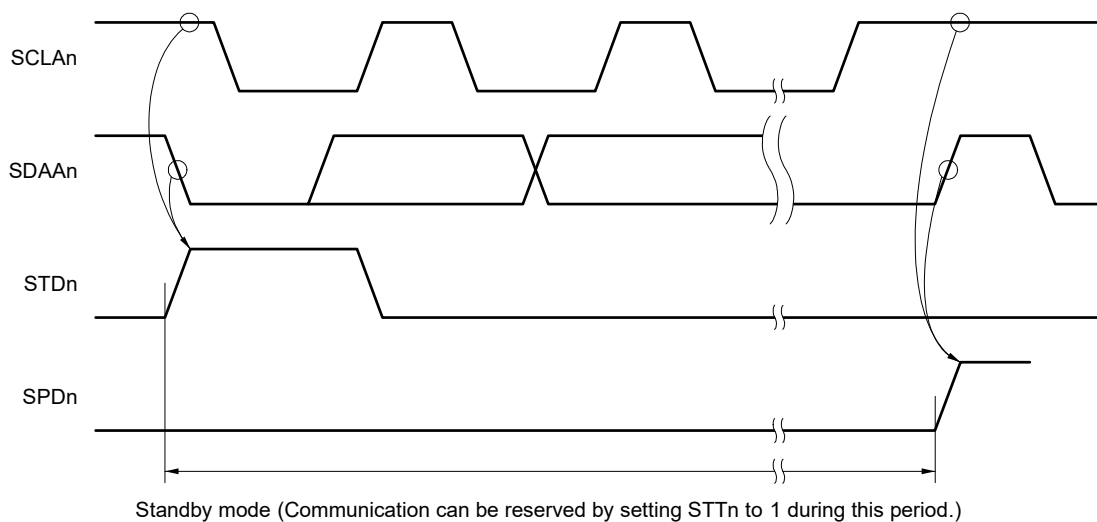 SCLAn
SDAAn
STDn
SPDn
Standby mode (Communication can be reserved by setting STTn to 1 during this period.)